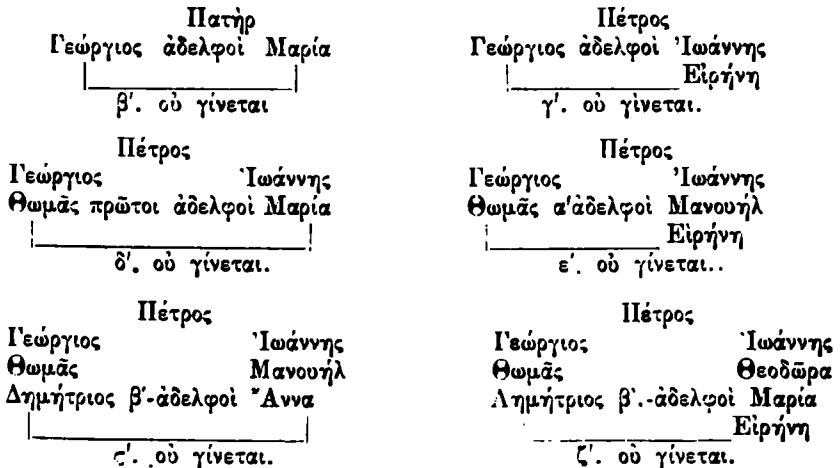 Πατὴρ
Γεώργιος ἀδελφοὶ Μαρία
β΄. οὐ γίνεται
Πέτρος
Γεώργιος ἀδελφοὶ Ἰωάννης
Εἰρήνη
γ΄. οὐ γίνεται.
Πέτρος
Γεώργιος Ἰωάννης
Θωμᾶς πρῶτοι ἀδελφοὶ Μαρία
δ΄. οὐ γίνεται.
Πέτρος
Γεώργιος Ἰωάννης
Θωμᾶς α΄ἀδελφοὶ Μανουήλ
Εἰρήνη
ε΄. οὐ γίνεται..
Πέτρος
Γεώργιος Ἰωάννης
Θωμᾶς Μανουήλ
Δημήτριος β΄-ἀδελφοὶ Ἄννα
ς΄. οὐ γίνεται.
Πέτρος
Γεώργιος Ἰωάννης
Θωμᾶς Θεοδῶρα
Δημήτριος β΄.-ἀδελφοὶ Μαρία
Εἰρήνη
ζ΄. οὐ γίνεται.